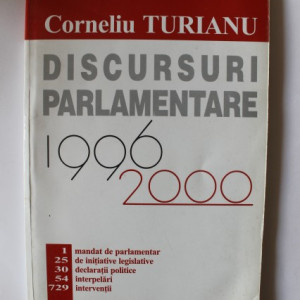 Corneliu TURIANU
DISCURSURI
PARLAMENTARE
1996
2000
1 mandat de parlamentar
25 de inițiative legislative
30 declarații politice
54 interpelări
729 intervenții